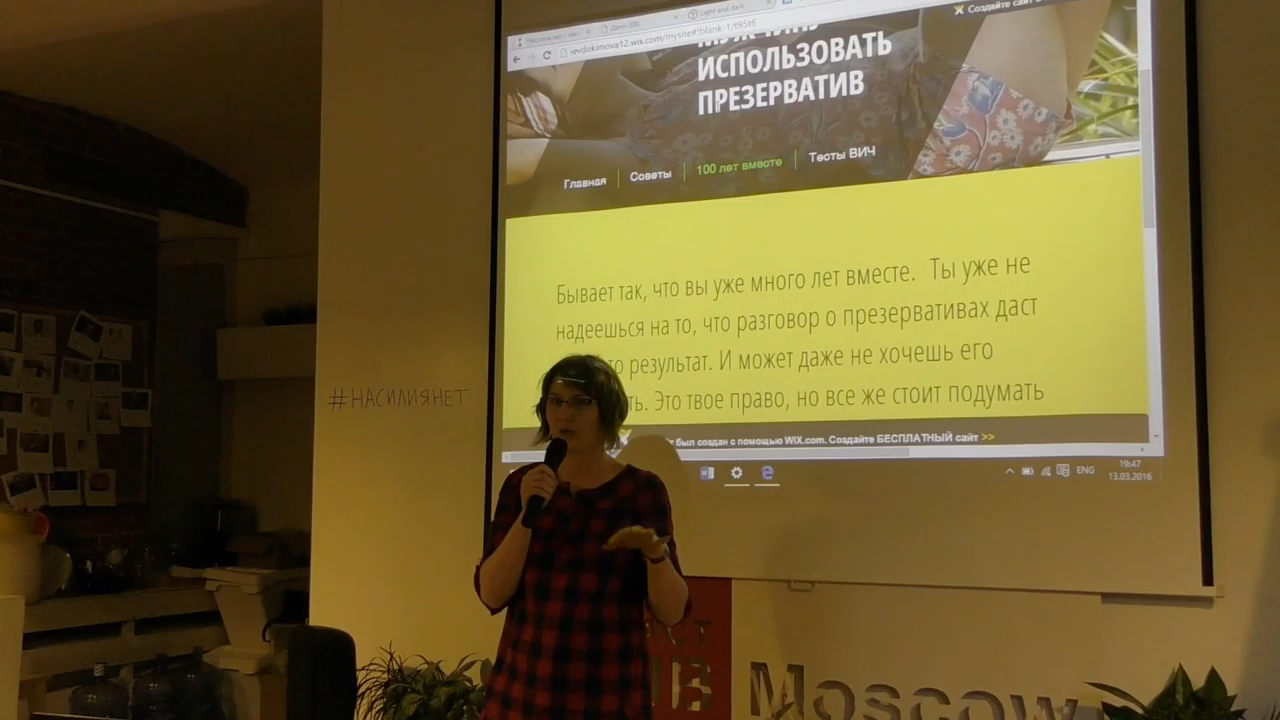 Light and dark
ievdokimova12.wix.com/mysite#!blank-1/t95t6
Создайте сайт
ИСПОЛЬЗОВАТЬ
ПРЕЗЕРВАТИВ
Главная
Советы
100 лет вместе
Тесты ВИЧ
Бывает так, что вы уже много лет вместе. Ты уже не
надеешься на то, что разговор о презервативах даст
результат. И может даже не хочешь его
Это твое право, но все же стоит подумать
был создан с помощью WIX.com. Создайте БЕСПЛАТНЫЙ сайт >>
ENG
19:47
13.03.2016
#НАСИЛИЯНЕТ
Moscow